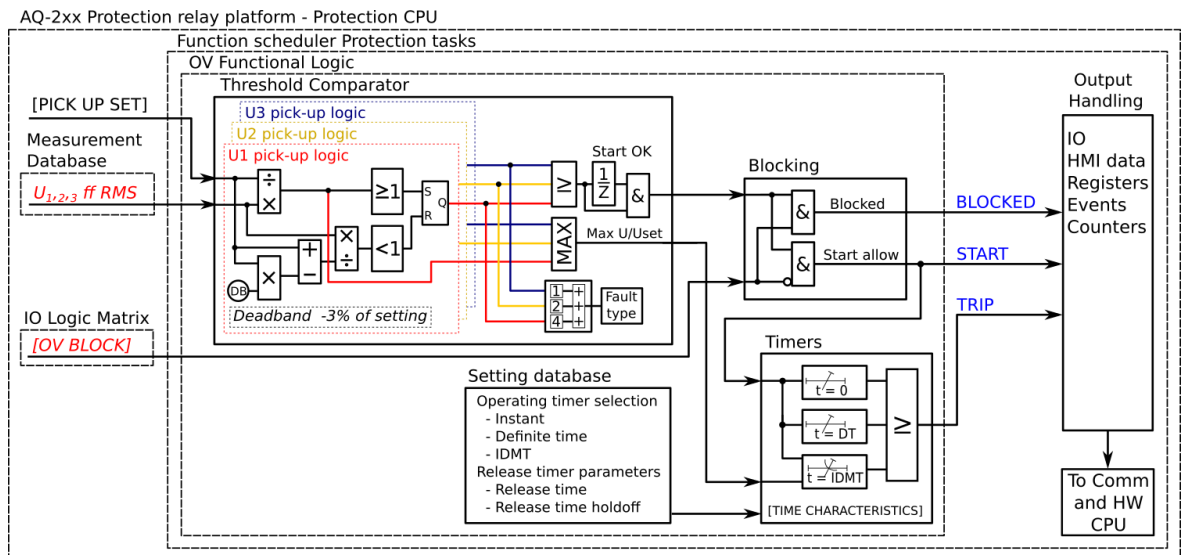 AQ-2xx Protection relay platform - Protection CPU
Function scheduler Protection tasks
OV Functional Logic
Threshold Comparator
[PICK UP SET]
Measurement
Database
U1,2,3 ff RMS
IO Logic Matrix
[OV BLOCK]
U3 pick-up logic
U2 pick-up logic
U1 pick-up logic
÷
×
≥1
S
R
Q
+
−
×
÷
<1
DB
×
Deadband -3% of setting
≥
Start OK
1
Z
&
MAX
Max U/Uset
1 +
2 +
4 +
Fault
type
Blocking
&
Blocked
&
Start allow
BLOCKED
START
TRIP
Setting database
Operating timer selection
- Instant
- Definite time
- IDMT
Release timer parameters
- Release time
- Release time holdoff
Timers
t = 0
t = DT
t = IDMT
≥
[TIME CHARACTERISTICS]
Output
Handling
IO
HMI data
Registers
Events
Counters
To Comm
and HW
CPU